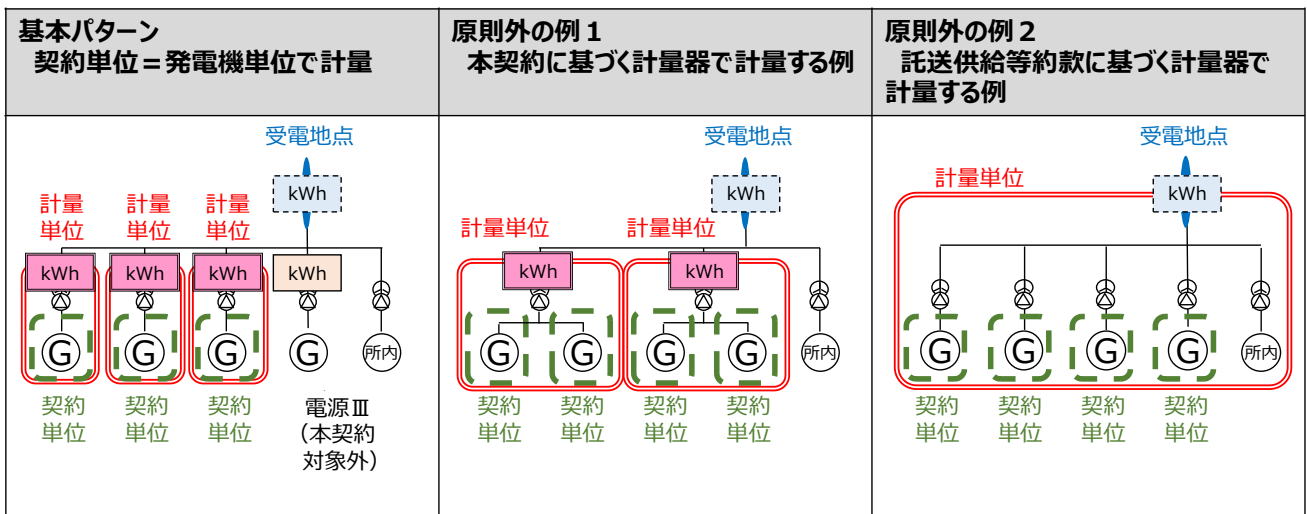 基本パターン
契約単位＝発電機単位で計量
受電地点
kWh
計量
単位
計量
単位
計量
単位
kWh
kWh
kWh
kWh
G
G
G
G
所内
契約
単位
契約
単位
契約
単位
電源Ⅲ
（本契約
対象外）
原則外の例１
本契約に基づく計量器で計量する例
受電地点
kWh
計量単位
計量単位
kWh
kWh
G
G
G
G
所内
契約
単位
契約
単位
契約
単位
契約
単位
原則外の例２
託送供給等約款に基づく計量器で
計量する例
受電地点
計量単位
kWh
G
G
G
G
所内
契約
単位
契約
単位
契約
単位
契約
単位